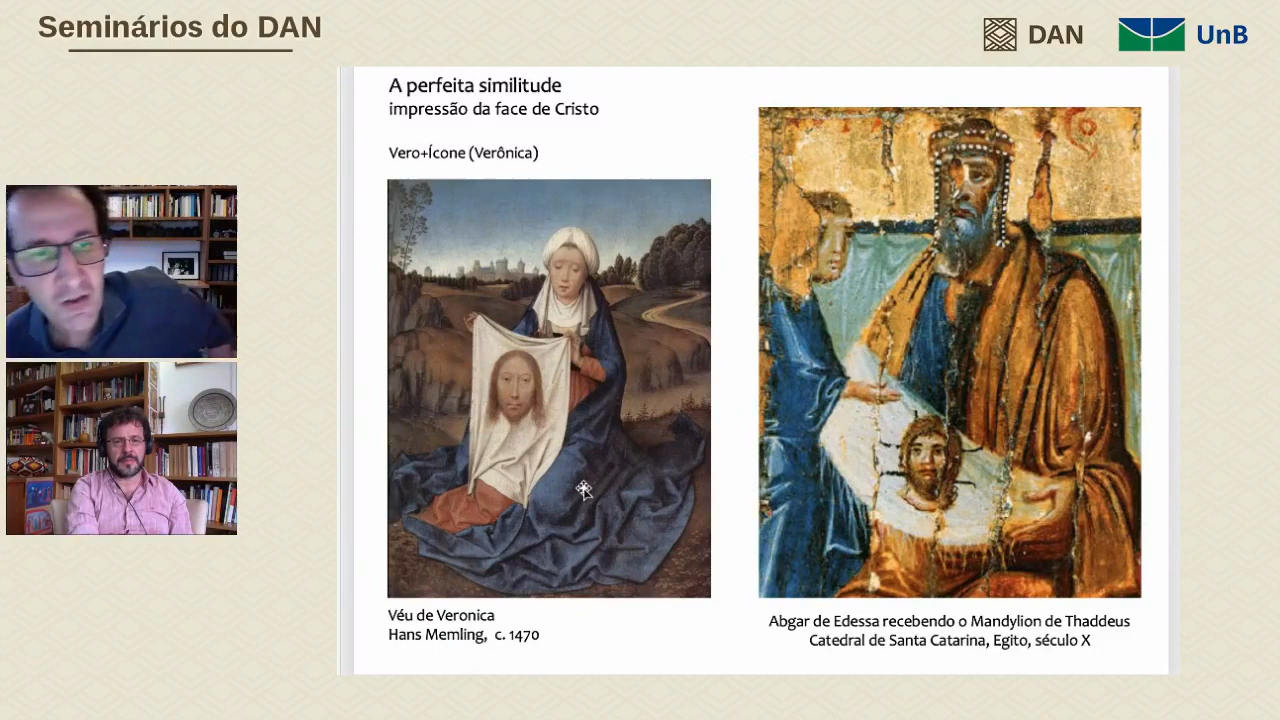 Seminários do DAN
DAN
UnB
A perfeita similitude
impressão da face de Cristo
Vero+Ícone (Verônica)
Véu de Veronica
Hans Memling, c. 1470
Abgar de Edessa recebendo o Mandylion de Thaddeus
Catedral de Santa Catarina, Egito, século X